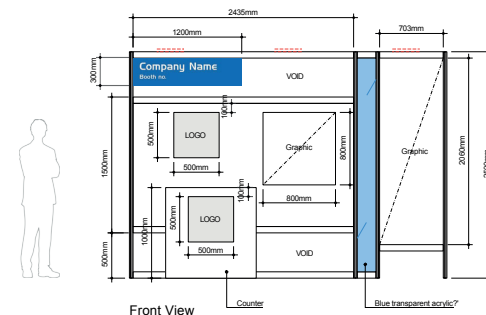 2435mm
1200mm
703mm
300mm
Company Name
Booth no.
VOID
100mm
500mm
LOGO
500mm
Graphic
800mm
800mm
Graphic
2060mm
1500mm
1000mm
100mm
500mm
LOGO
500mm
500mm
VOID
Counter
Blue transparent acrylic?'
Front View